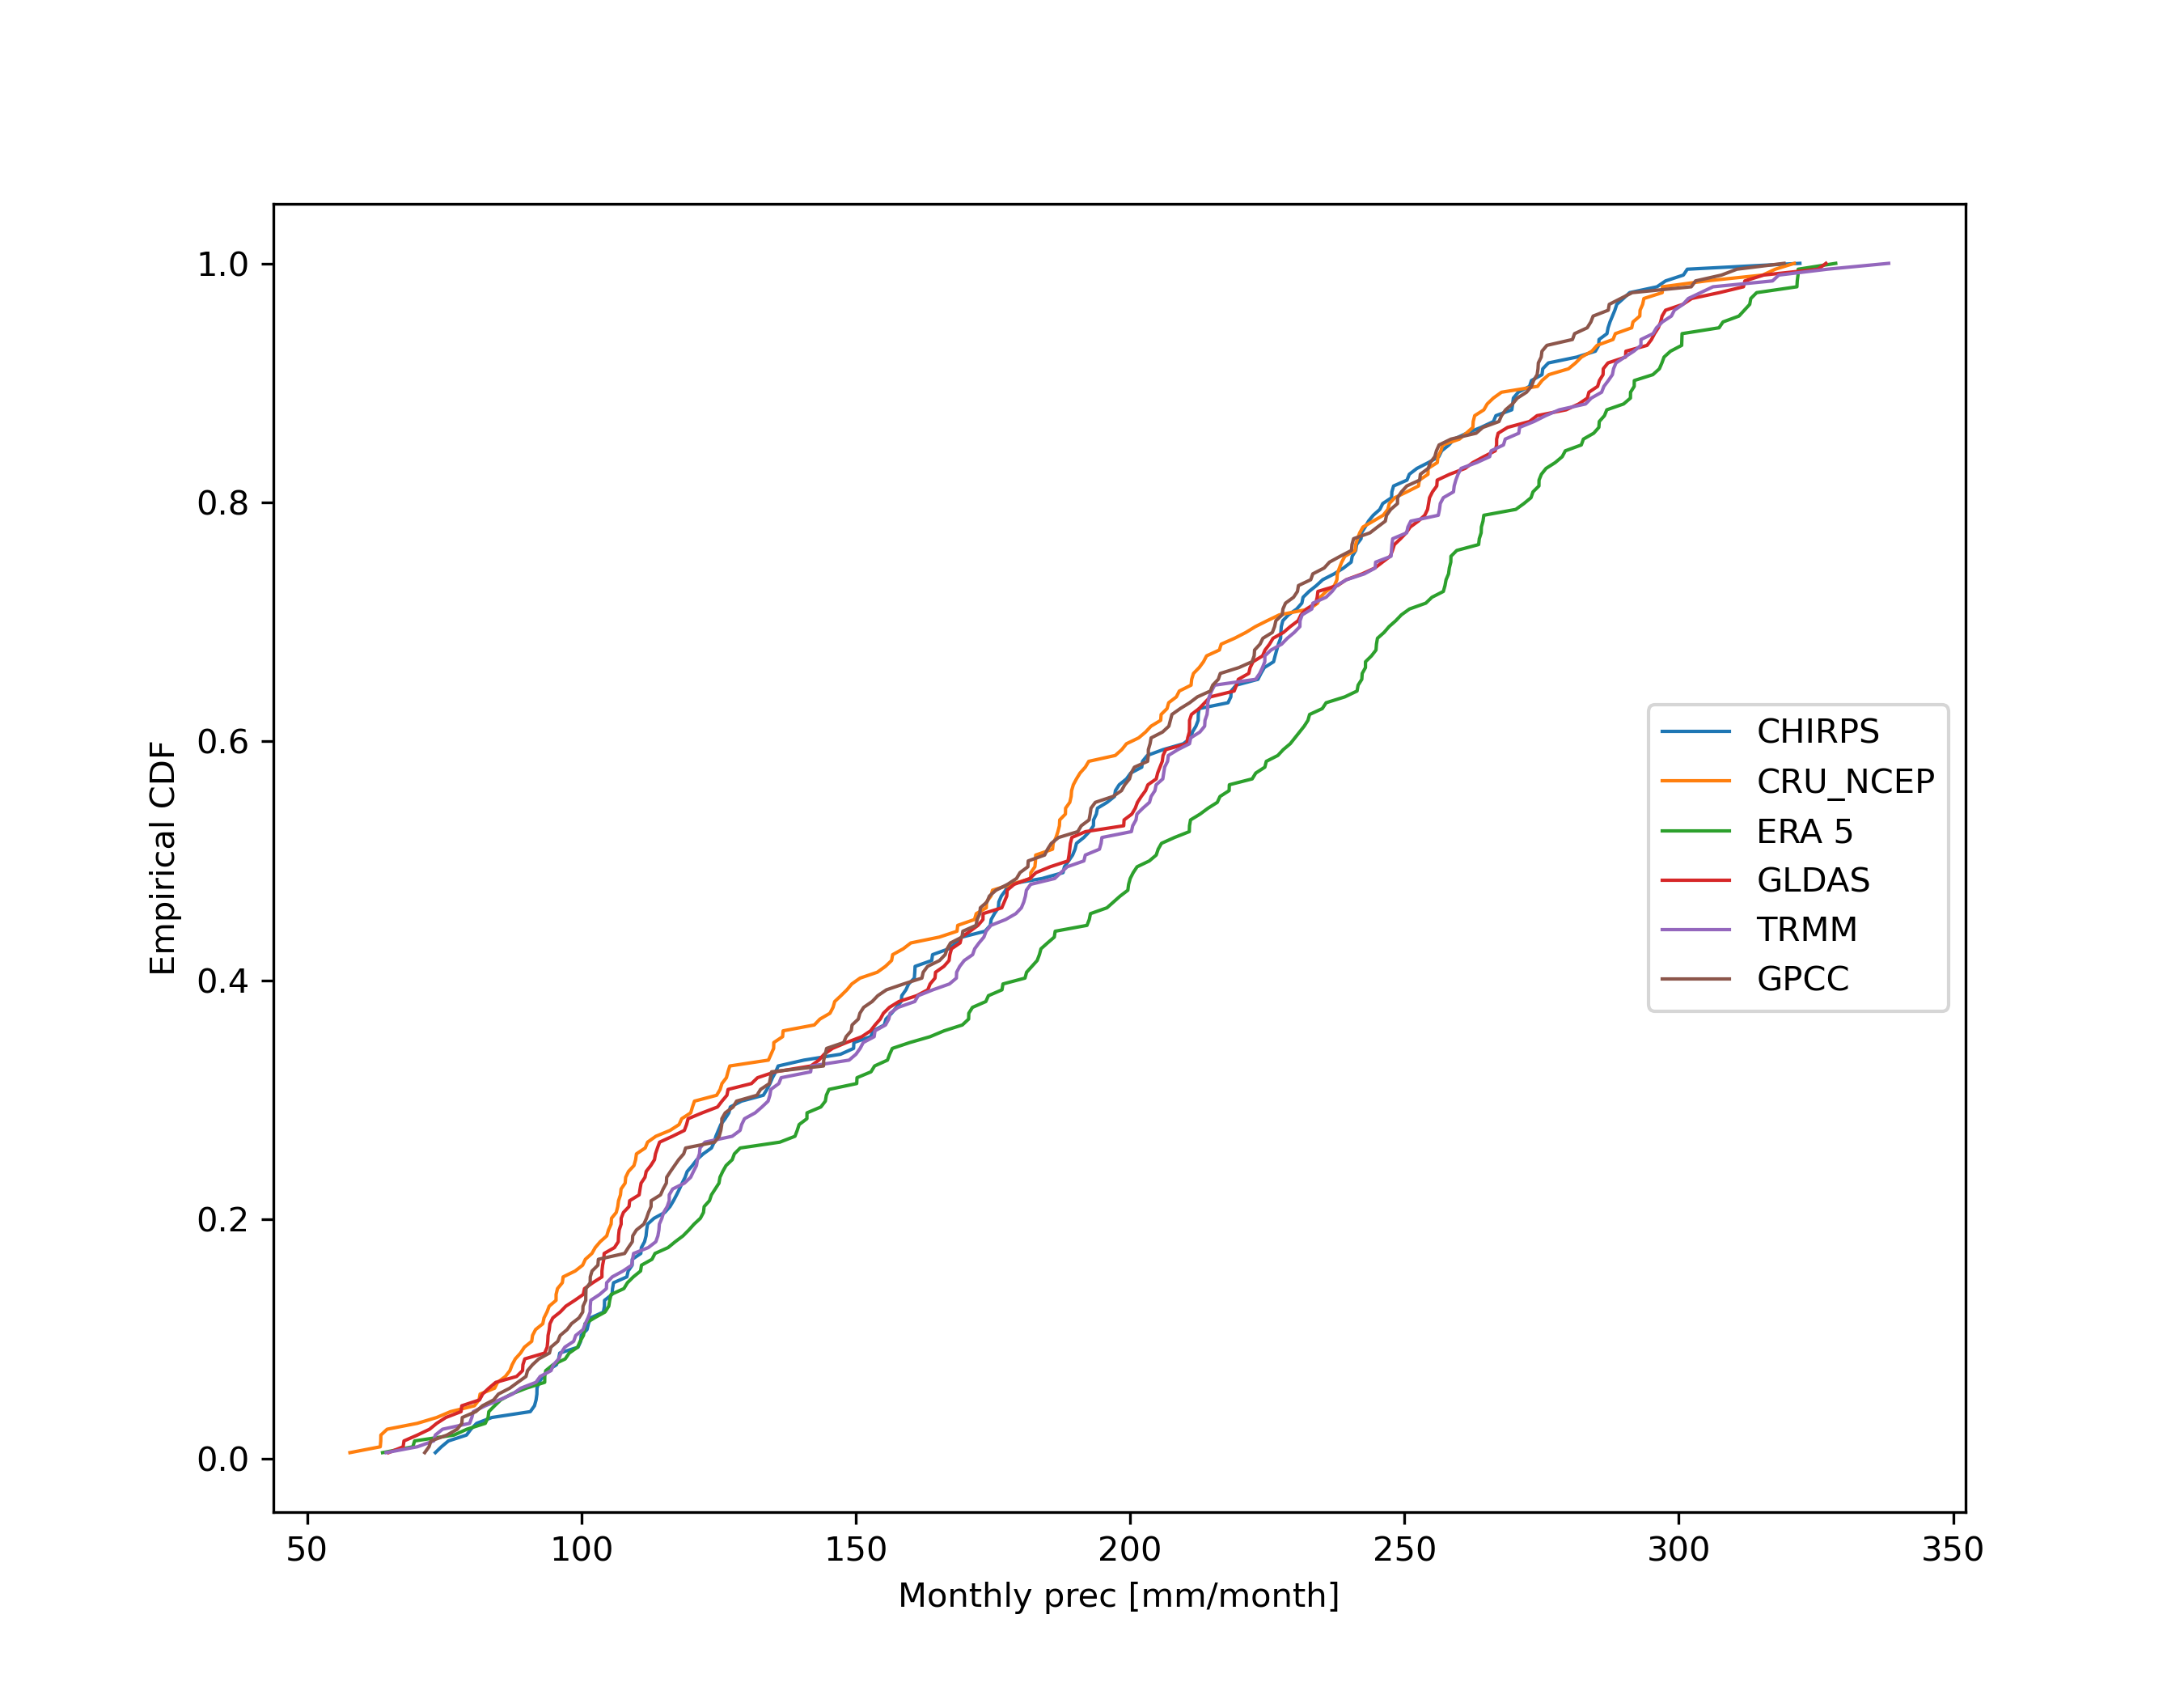 1.0
0.8
0.6
0.4
0.2
0.0
Empirical CDF
CHIRPS
CRU_NCEP
ERA 5
GLDAS
TRMM
GPCC
50 100 150 200 250 300 350
Monthly prec [mm/month]